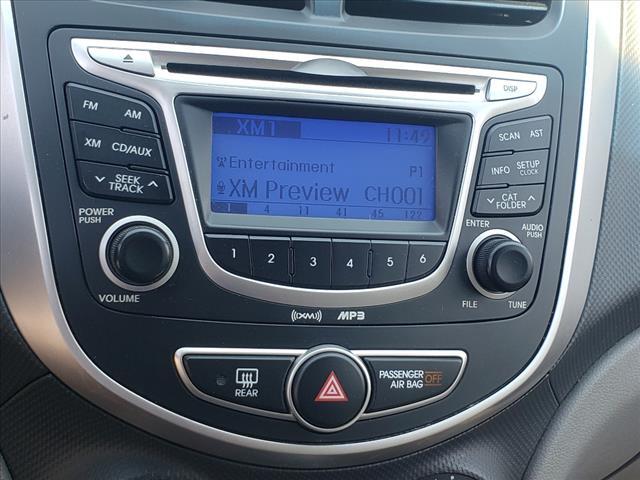 DISP
FM AM
XM CD/AUX
SEEK
TRACK
POWER
PUSH
VOLUME
XM1 11:49
Entertainment P1
XM Preview CH001
1 4 11 41 45 122
1 2 3 4 5 6
SCAN AST
INFO SETUP
CLOCK
CAT
FOLDER
ENTER
AUDIO
PUSH
FILE TUNE
XM MP3
REAR
PASSENGER
AIR BAG OFF